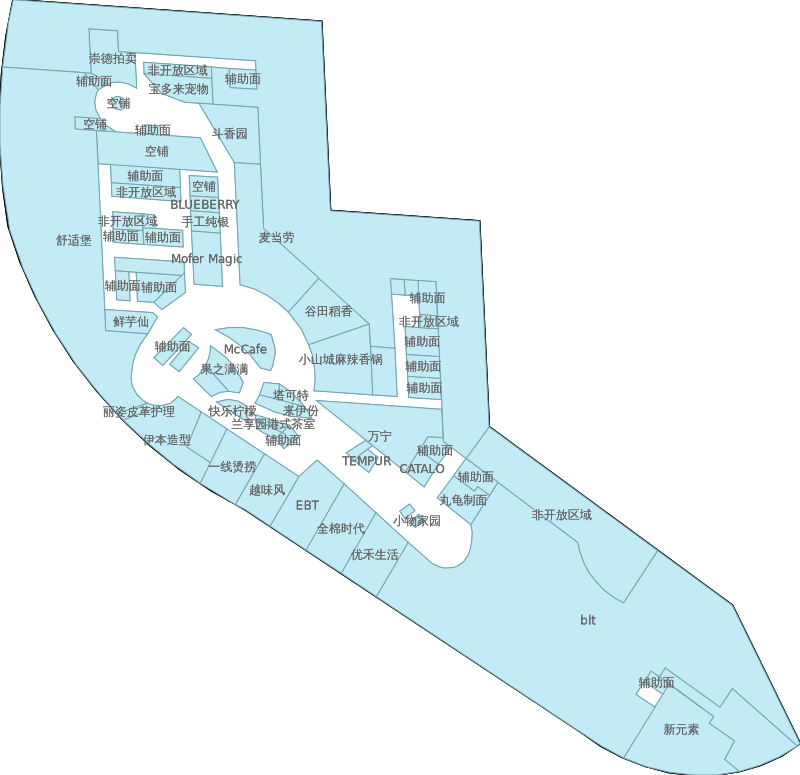 崇德拍卖
非开放区域
辅助面
辅助面
宝多来宠物
空铺
空铺
辅助面
斗香园
空铺
辅助面
空铺
非开放区域
BLUEBERRY
非开放区域
手工纯银
辅助面
辅助面
舒适堡
麦当劳
Mofer Magic
辅助面
辅助面
辅助面
谷田稻香
鲜芋仙
非开放区域
辅助面
辅助面
McCafe
小山城麻辣香锅
果之满满
辅助面
辅助面
塔可特
丽姿皮革护理
快乐柠檬
来伊份
兰享园港式茶室
伊本造型
辅助面
万宁
辅助面
TEMPUR
CATALO
一线烫捞
辅助面
越味风
丸龟制面
EBT
小物家园
非开放区域
全棉时代
优禾生活
blt
辅助面
新元素